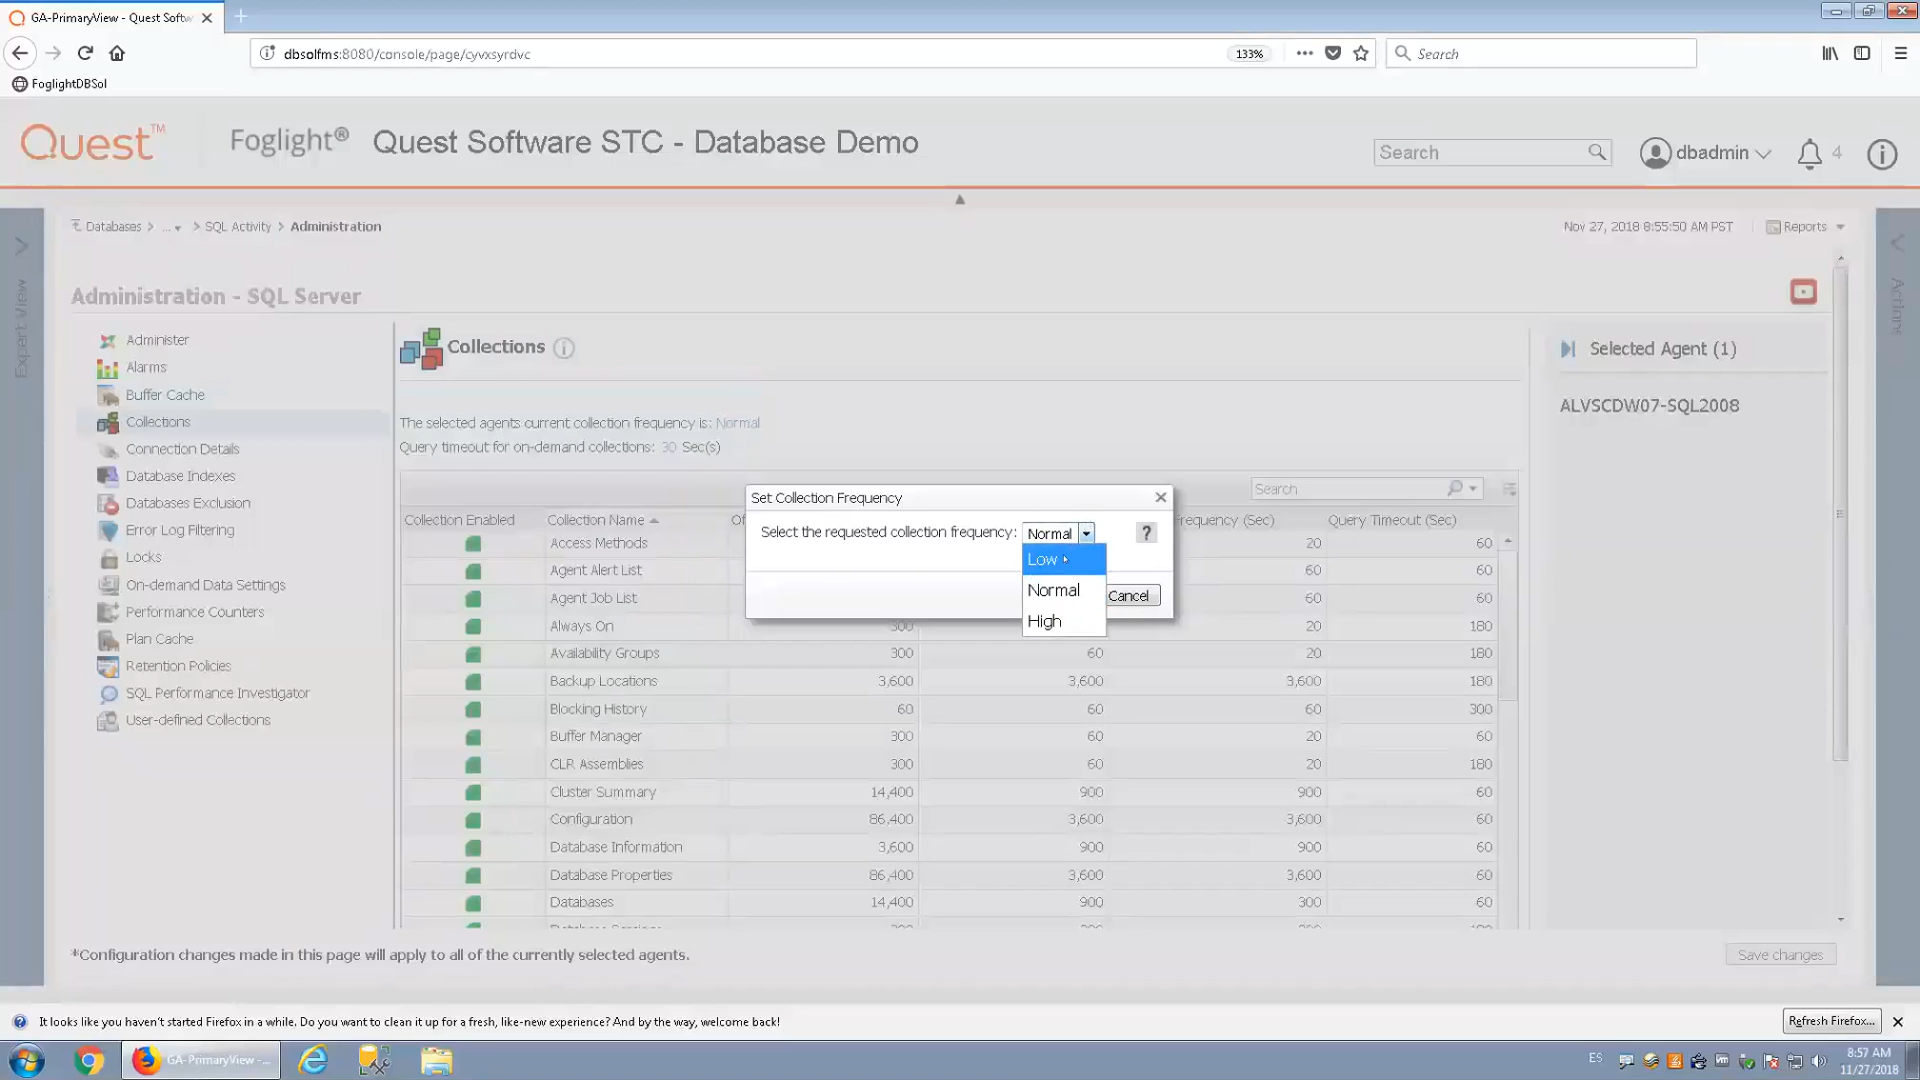 GA-PrimaryView - Quest Softw
dbsolfms:8080/console/page/cyvxsyrdvc
133%
Search
FoglightDBSol
Quest™
Foglight® Quest Software STC - Database Demo
Search
dbadmin
4
Databases > ... > SQL Activity > Administration
Nov 27, 2018 8:55:50 AM PST
Reports
Expert View
Actions
Administration - SQL Server
Administer
Alarms
Buffer Cache
Collections
Connection Details
Database Indexes
Databases Exclusion
Error Log Filtering
Locks
On-demand Data Settings
Performance Counters
Plan Cache
Retention Policies
SQL Performance Investigator
User-defined Collections
Collections
The selected agents current collection frequency is: Normal
Query timeout for on-demand collections: 30 Sec(s)
Search
Collection Enabled Collection Name Frequency (Sec) Query Timeout (Sec)
Access Methods 20 60
Agent Alert List 60
Agent Job List 60
Always On 300 20 180
Availability Groups 300 60 20 180
Backup Locations 3,600 3,600 3,600 180
Blocking History 60 60 60 300
Buffer Manager 300 60 20 60
CLR Assemblies 300 60 20 180
Cluster Summary 14,400 900 900 60
Configuration 86,400 3,600 3,600 60
Database Information 3,600 900 900 60
Database Properties 86,400 3,600 3,600 60
Databases 14,400 900 300 60
Set Collection Frequency
Select the requested collection frequency: Normal
?
Low
Normal
High
Cancel
Selected Agent (1)
ALVSCDW07-SQL2008
*Configuration changes made in this page will apply to all of the currently selected agents.
Save changes
It looks like you haven't started Firefox in a while. Do you want to clean it up for a fresh, like-new experience? And by the way, welcome back!
Refresh Firefox...
GA-PrimaryView -...
ES
8:57 AM
11/27/2018